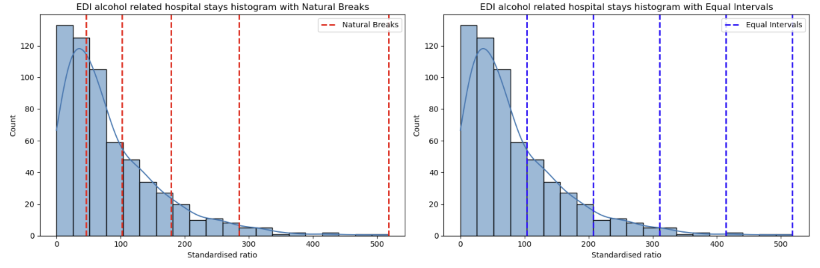 EDI alcohol related hospital stays histogram with Natural Breaks
Natural Breaks
120
100
80
60
40
20
0
Count
0 100 200 300 400 500
Standardised ratio
EDI alcohol related hospital stays histogram with Equal Intervals
Equal Intervals
120
100
80
60
40
20
0
Count
0 100 200 300 400 500
Standardised ratio